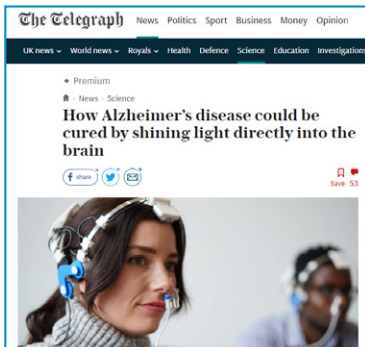 The Telegraph News Politics Sport Business Money Opinion
UK news World news Royals Health Defence Science Education Investigations
Premium
News › Science
How Alzheimer's disease could be
cured by shining light directly into the
brain
share
Save 53